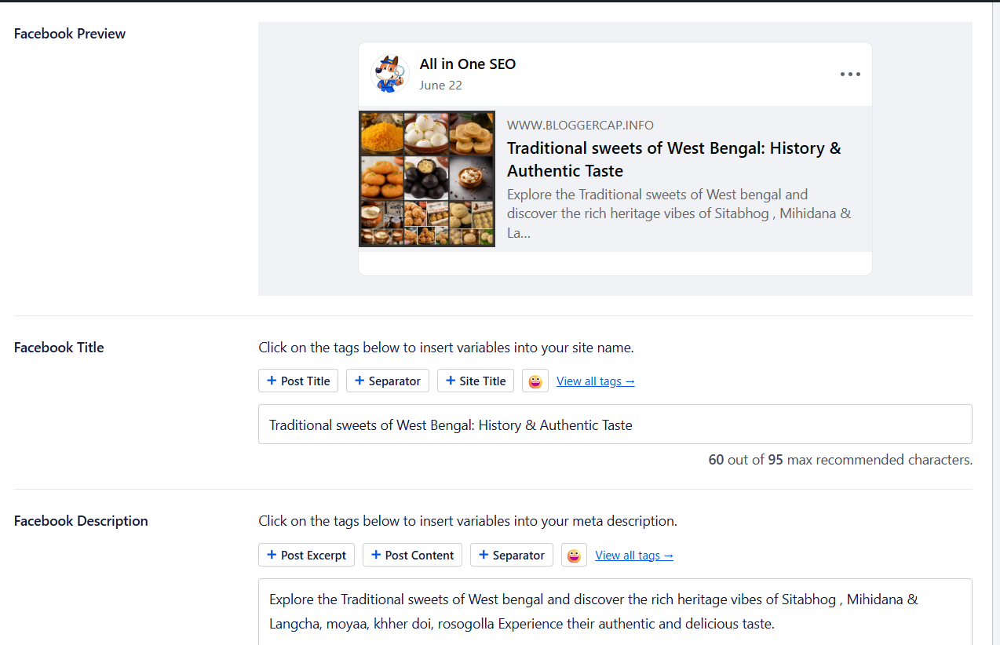 Facebook Preview
All in One SEO
June 22
WWW.BLOGGERCAP.INFO
Traditional sweets of West Bengal: History &
Authentic Taste
Explore the Traditional sweets of West bengal and
discover the rich heritage vibes of Sitabhog , Mihidana &
La...
Facebook Title
Click on the tags below to insert variables into your site name.
+ Post Title
+ Separator
+ Site Title
View all tags →
Traditional sweets of West Bengal: History & Authentic Taste
60 out of 95 max recommended characters.
Facebook Description
Click on the tags below to insert variables into your meta description.
+ Post Excerpt
+ Post Content
+ Separator
View all tags →
Explore the Traditional sweets of West bengal and discover the rich heritage vibes of Sitabhog , Mihidana &
Langcha, moyaa, khher doi, rosogolla Experience their authentic and delicious taste.